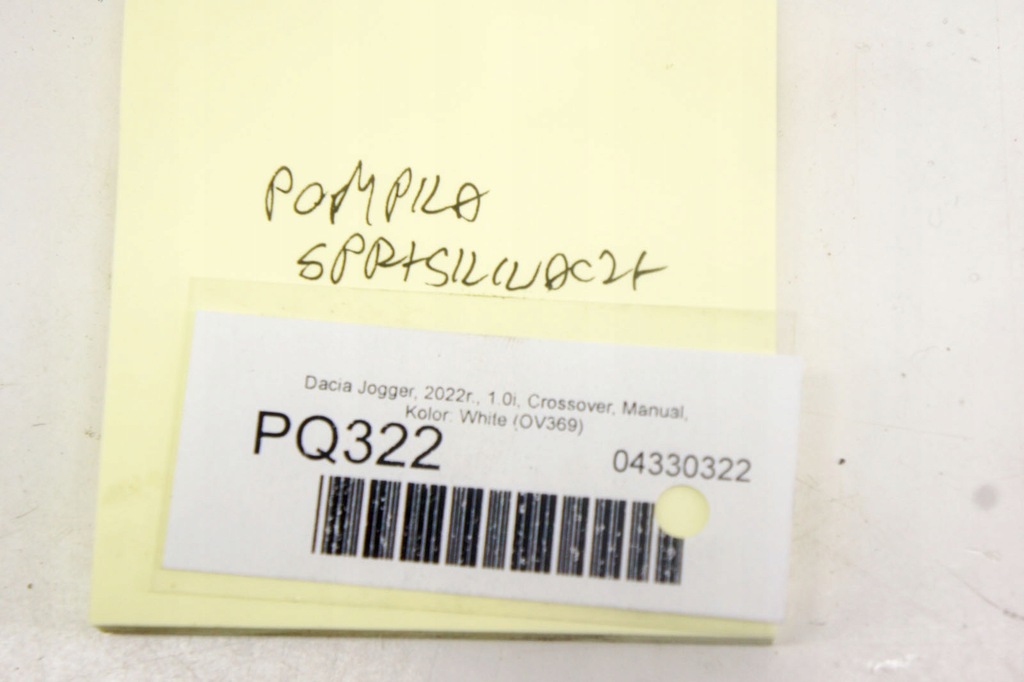 POMPKA
SPRYSKIWACZY
Dacia Jogger, 2022r., 1.0i, Crossover, Manual,
Kolor: White (OV369)
PQ322
04330322